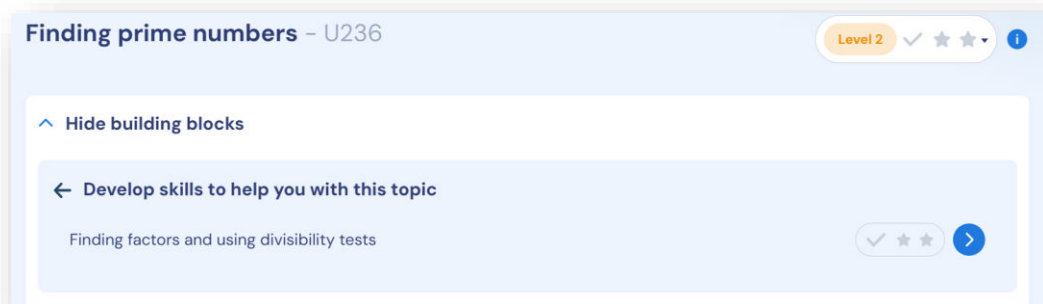 Finding prime numbers - U236
Level 2
Hide building blocks
Develop skills to help you with this topic
Finding factors and using divisibility tests